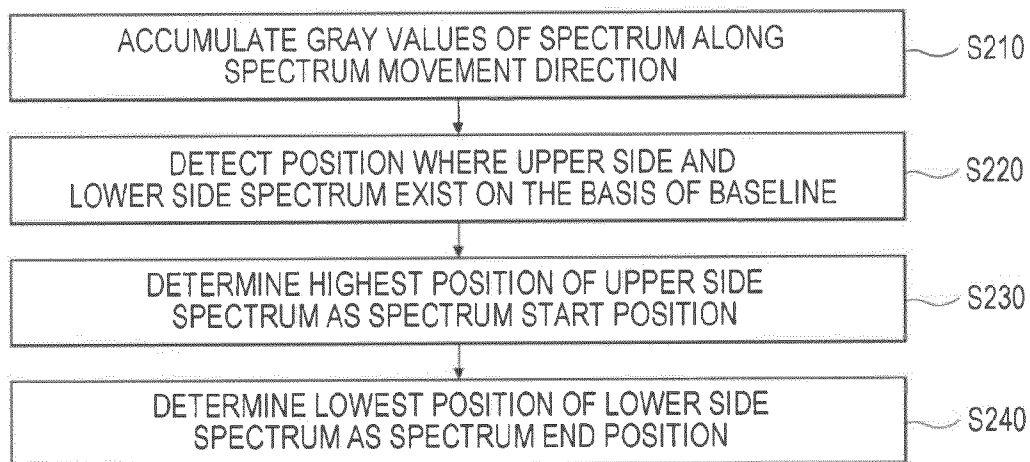 ACCUMULATE GRAY VALUES OF SPECTRUM ALONG
SPECTRUM MOVEMENT DIRECTION
S210
DETECT POSITION WHERE UPPER SIDE AND
LOWER SIDE SPECTRUM EXIST ON THE BASIS OF BASELINE
S220
DETERMINE HIGHEST POSITION OF UPPER SIDE
SPECTRUM AS SPECTRUM START POSITION
S230
DETERMINE LOWEST POSITION OF LOWER SIDE
SPECTRUM AS SPECTRUM END POSITION
S240